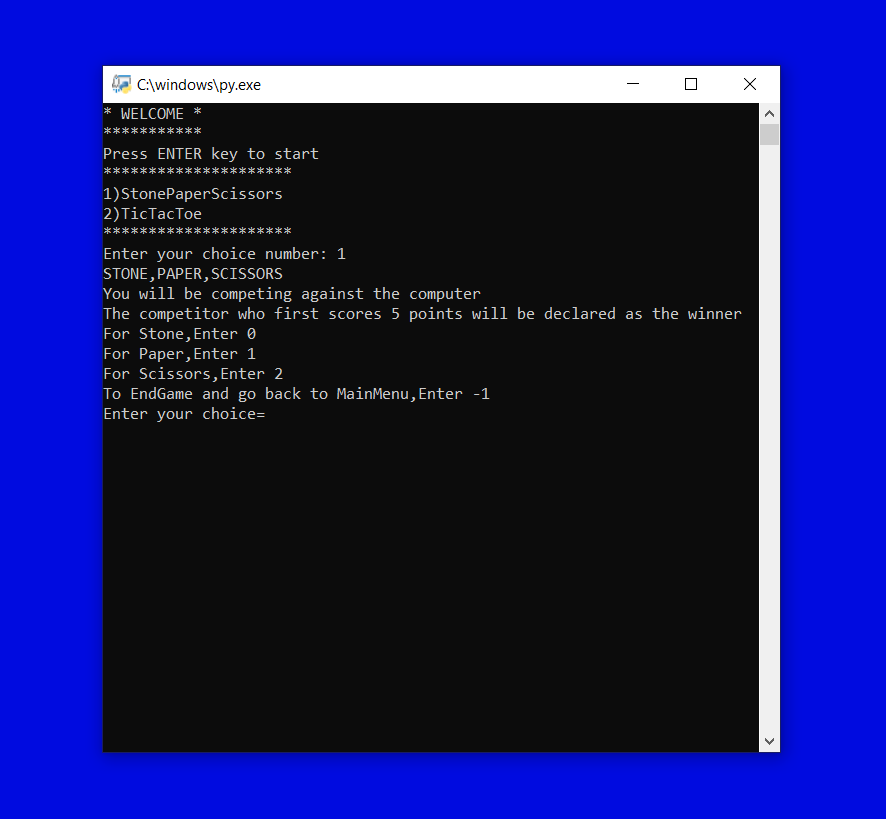 C:\windows\py.exe
* WELCOME *
***********
Press ENTER key to start
*********************
1)StonePaperScissors
2)TicTacToe
*********************
Enter your choice number: 1
STONE,PAPER,SCISSORS
You will be competing against the computer
The competitor who first scores 5 points will be declared as the winner
For Stone,Enter 0
For Paper,Enter 1
For Scissors,Enter 2
To EndGame and go back to MainMenu,Enter -1
Enter your choice=